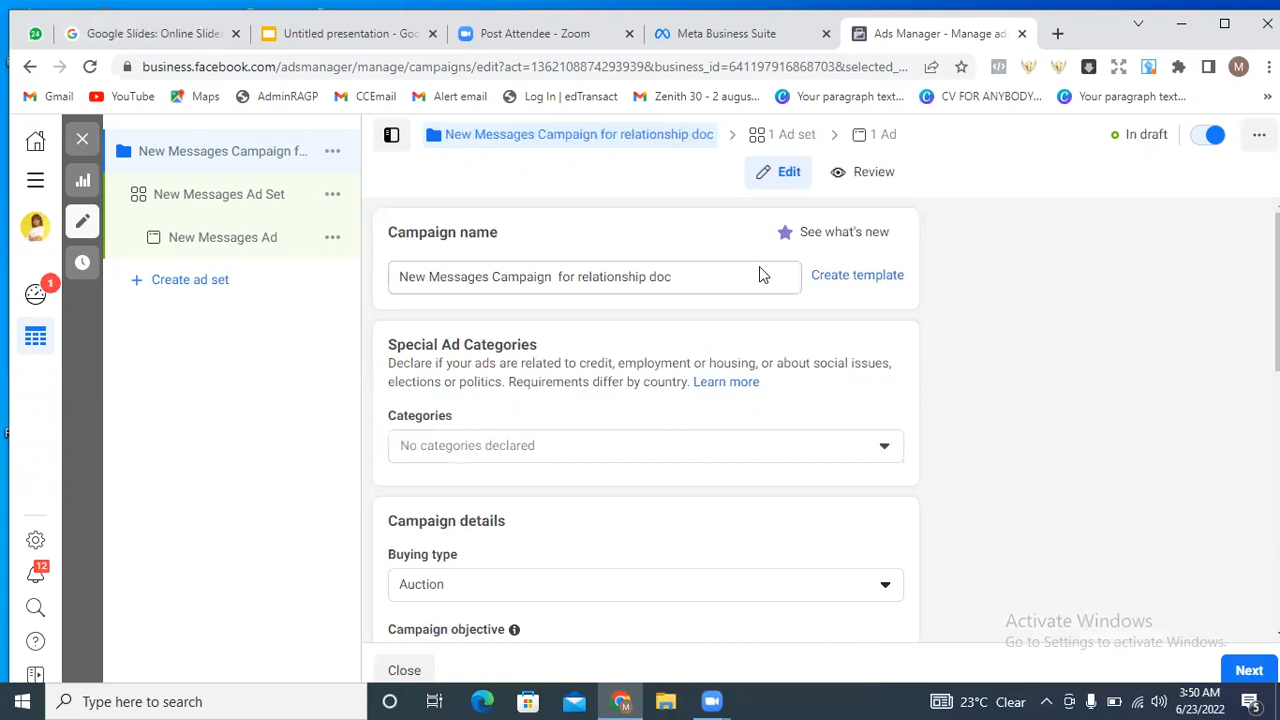 24
Google Slides: Online Slide
Untitled presentation - Goo
Post Attendee - Zoom
Meta Business Suite
Ads Manager - Manage ad
business.facebook.com/adsmanager/manage/campaigns/edit?act=1362108874293939&business_id=641197916868703&selected_...
M
Gmail
YouTube
Maps
AdminRAGP
CCEmail
Alert email
Log In | edTransact
Zenith 30 - 2 augus...
Your paragraph text...
CV FOR ANYBODY...
Your paragraph text...
New Messages Campaign for relationship doc
1 Ad set
1 Ad
In draft
New Messages Campaign f...
New Messages Ad Set
New Messages Ad
Create ad set
1
12
Edit
Review
Campaign name
See what's new
New Messages Campaign for relationship doc
Create template
Special Ad Categories
Declare if your ads are related to credit, employment or housing, or about social issues,
elections or politics. Requirements differ by country. Learn more
Categories
No categories declared
Campaign details
Buying type
Auction
Campaign objective
Activate Windows
Go to Settings to activate Windows.
Close
Next
Type here to search
23°C Clear
3:50 AM
6/23/2022
5